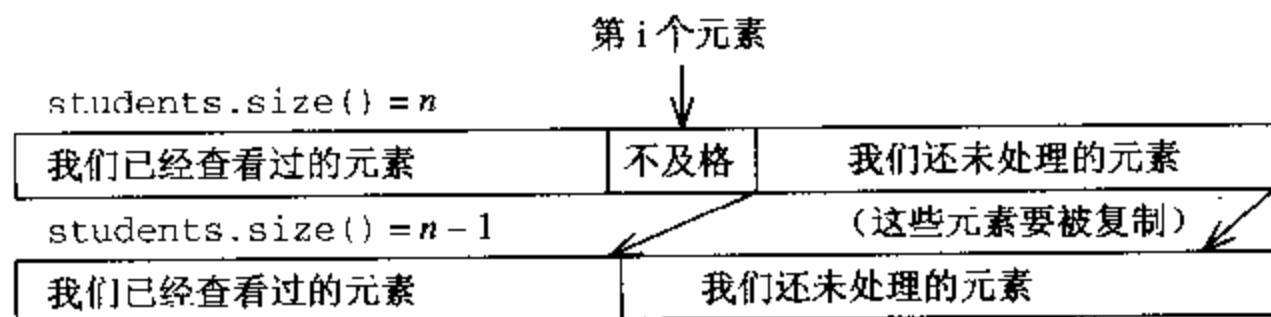 第 i 个元素
students.size() = n
我们已经查看过的元素 不及格 我们还未处理的元素
students.size() = n - 1 (这些元素要被复制)
我们已经查看过的元素 我们还未处理的元素